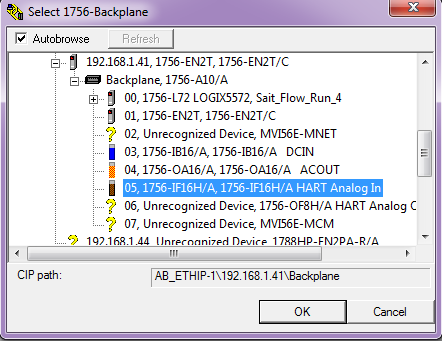 Select 1756-Backplane
Autobrowse
Refresh
192.168.1.41, 1756-EN2T, 1756-EN2T/C
Backplane, 1756-A10/A
00, 1756-L72 LOGIX5572, Sait_Flow_Run_4
01, 1756-EN2T, 1756-EN2T/C
02, Unrecognized Device, MVI56E-MNET
03, 1756-IB16/A, 1756-IB16/A DCIN
04, 1756-OA16/A, 1756-OA16/A ACOUT
05, 1756-IF16H/A, 1756-IF16H/A HART Analog In
06, Unrecognized Device, 1756-OF8H/A HART Analog O
07, Unrecognized Device, MVI56E-MCM
192.168.1.44, Unrecognized Device, 1788HP-EN2PA-R/A
CIP path:
AB_ETHIP-1\192.168.1.41\Backplane
OK
Cancel